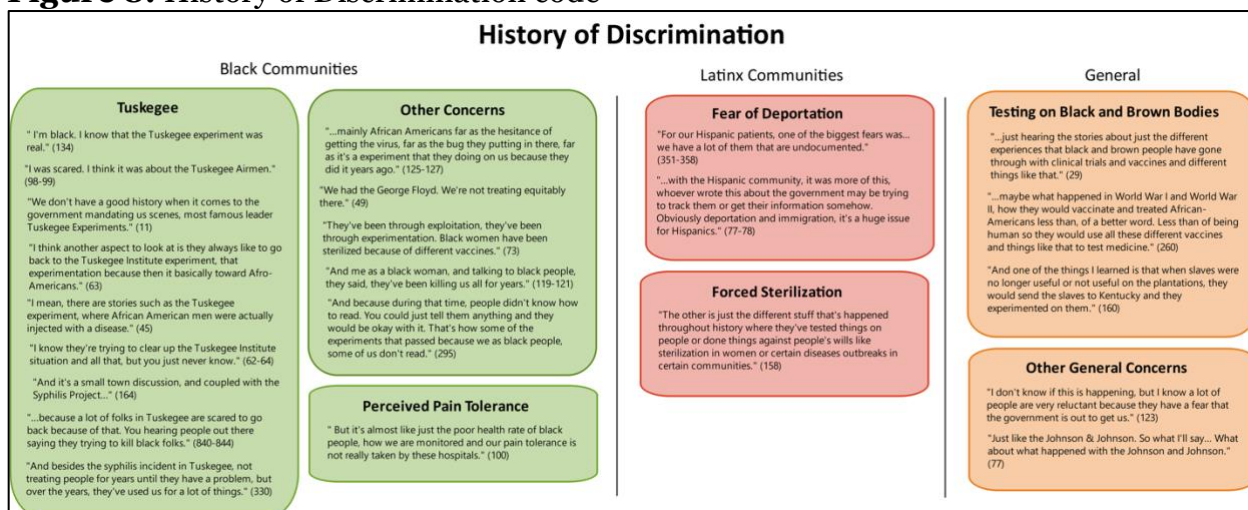 Figure 3. History of Discrimination code
History of Discrimination
Black Communities
Tuskegee
" I'm black. I know that the Tuskegee experiment was
real." (134)
"I was scared. I think it was about the Tuskegee Airmen."
(98-99)
"We don't have a good history when it comes to the
government mandating us scenes, most famous leader
Tuskegee Experiments." (11)
"I think another aspect to look at is they always like to go
back to the Tuskegee Institute experiment, that
experimentation because then it basically toward Afro-
Americans." (63)
"I mean, there are stories such as the Tuskegee
experiment, where African American men were actually
injected with a disease." (45)
"I know they're trying to clear up the Tuskegee Institute
situation and all that, but you just never know." (62-64)
"And it's a small town discussion, and coupled with the
Syphilis Project..." (164)
"...because a lot of folks in Tuskegee are scared to go
back because of that. You hearing people out there
saying they trying to kill black folks." (840-844)
"And besides the syphilis incident in Tuskegee, not
treating people for years until they have a problem, but
over the years, they've used us for a lot of things." (330)
Other Concerns
"...mainly African Americans far as the hesitance of
getting the virus, far as the bug they putting in there, far
as it's a experiment that they doing on us because they
did it years ago." (125-127)
"We had the George Floyd. We're not treating equitably
there." (49)
"They've been through exploitation, they've been
through experimentation. Black women have been
sterilized because of different vaccines." (73)
"And me as a black woman, and talking to black people,
they said, they've been killing us all for years." (119-121)
"And because during that time, people didn't know how
to read. You could just tell them anything and they
would be okay with it. That's how some of the
experiments that passed because we as black people,
some of us don't read." (295)
Perceived Pain Tolerance
" But it's almost like just the poor health rate of black
people, how we are monitored and our pain tolerance is
not really taken by these hospitals." (100)
Latinx Communities
Fear of Deportation
"For our Hispanic patients, one of the biggest fears was...
we have a lot of them that are undocumented."
(351-358)
"...with the Hispanic community, it was more of this,
whoever wrote this about the government may be trying
to track them or get their information somehow.
Obviously deportation and immigration, it's a huge issue
for Hispanics." (77-78)
Forced Sterilization
"The other is just the different stuff that's happened
throughout history where they've tested things on
people or done things against people's wills like
sterilization in women or certain diseases outbreaks in
certain communities." (158)
General
Testing on Black and Brown Bodies
"...just hearing the stories about just the different
experiences that black and brown people have gone
through with clinical trials and vaccines and different
things like that." (29)
"...maybe what happened in World War I and World War
II, how they would vaccinate and treated African-
Americans less than, of a better word. Less than of being
human so they would use all these different vaccines
and things like that to test medicine." (260)
"And one of the things I learned is that when slaves were
no longer useful or not useful on the plantations, they
would send the slaves to Kentucky and they
experimented on them." (160)
Other General Concerns
"I don't know if this is happening, but I know a lot of
people are very reluctant because they have a fear that
the government is out to get us." (123)
"Just like the Johnson & Johnson. So what I'll say... What
about what happened with the Johnson and Johnson."
(77)